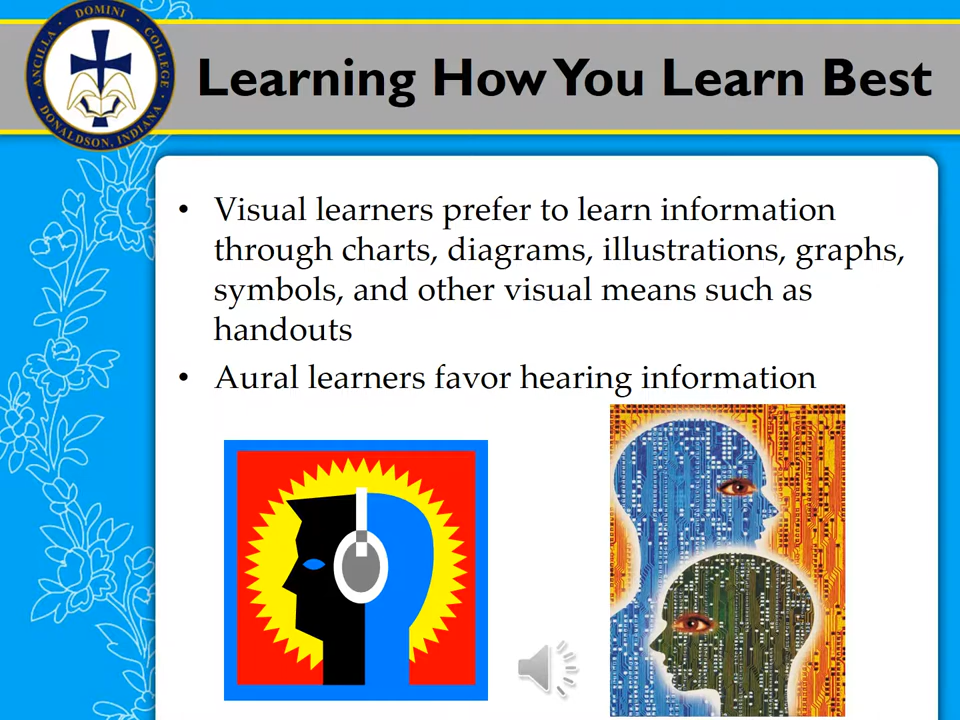 ANCILLA DOMINI COLLEGE
DONALDSON, INDIANA
Learning How You Learn Best
• Visual learners prefer to learn information
through charts, diagrams, illustrations, graphs,
symbols, and other visual means such as
handouts
• Aural learners favor hearing information